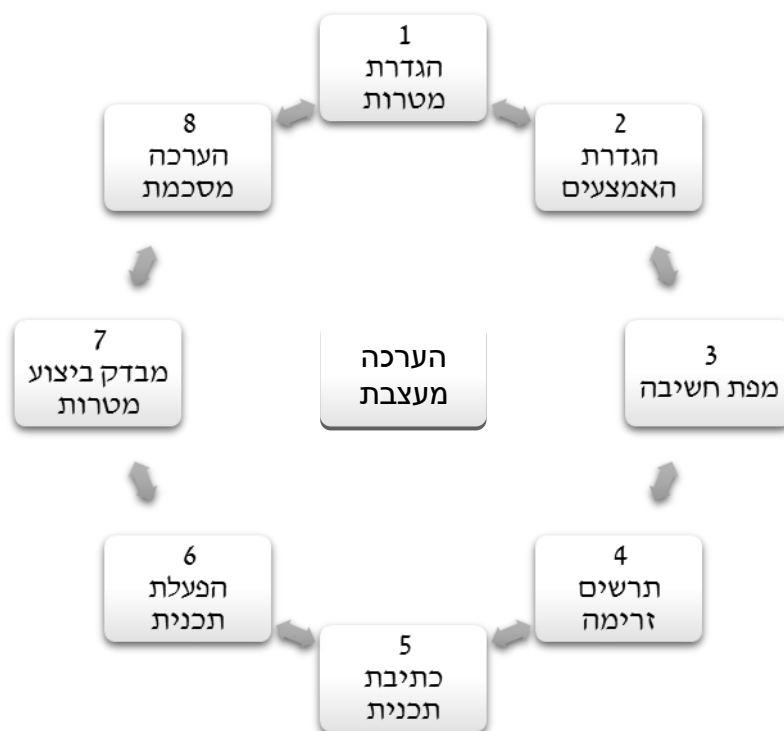 1
הגדרת
מטרות
2
הגדרת
האמצעים
3
מפת חשיבה
4
תרשים
זרימה
5
כתיבת
תכנית
6
הפעלת
תכנית
7
מבדק ביצוע
מטרות
8
הערכה
מסכמת
הערכה
מעצבת